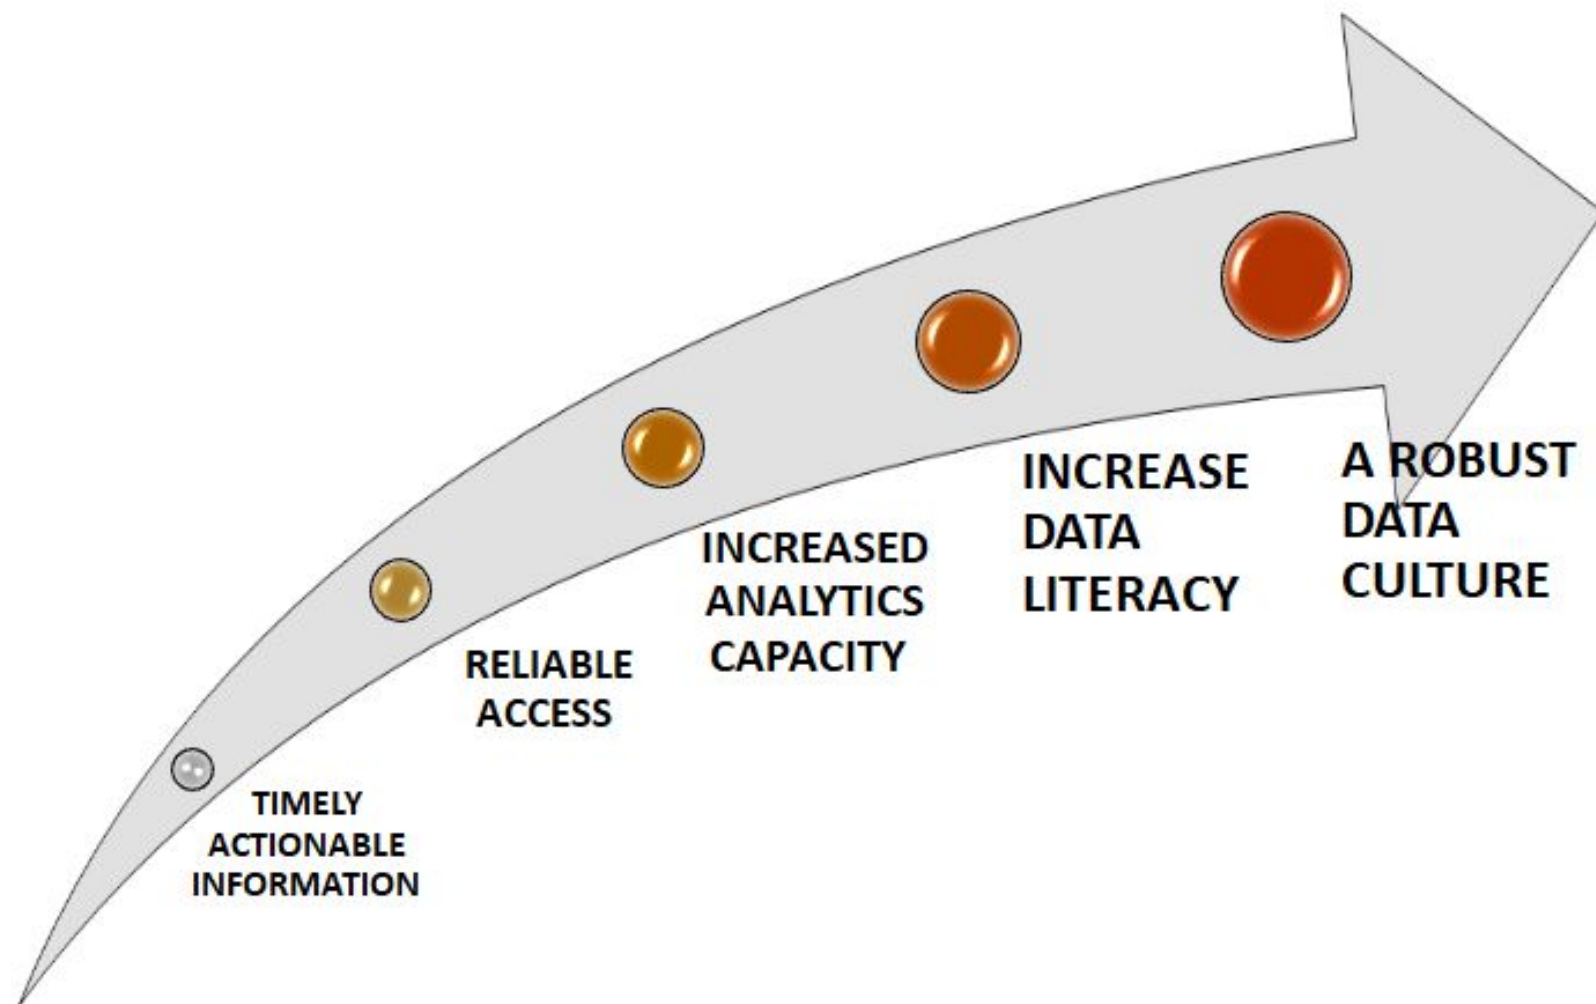 TIMELY
ACTIONABLE
INFORMATION
RELIABLE
ACCESS
INCREASED
ANALYTICS
CAPACITY
INCREASE
DATA
LITERACY
A ROBUST
DATA
CULTURE